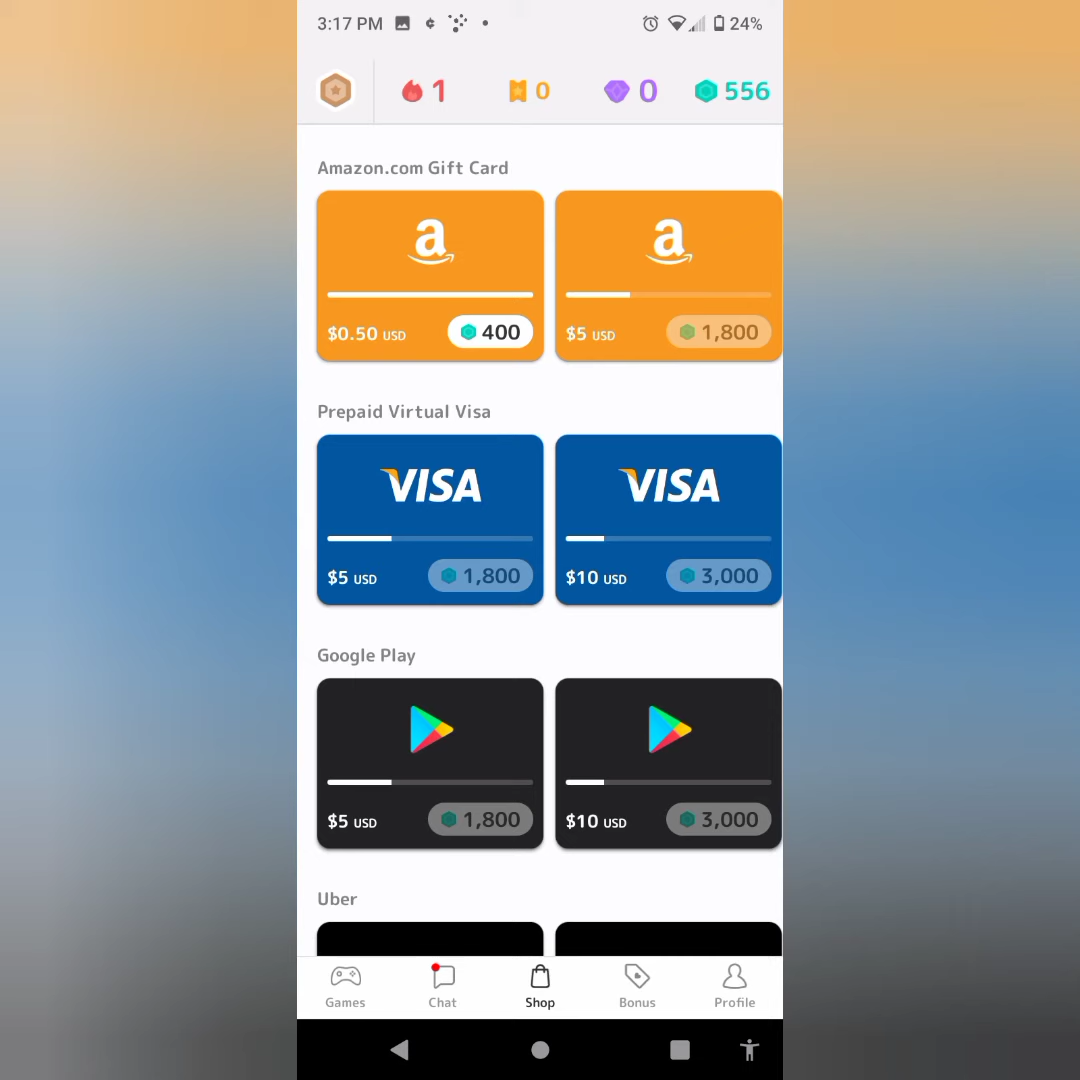 3:17 PM 24%
1 0 0 556
Amazon.com Gift Card
a a
$0.50 USD 400 $5 USD 1,800
Prepaid Virtual Visa
VISA VISA
$5 USD 1,800 $10 USD 3,000
Google Play
$5 USD 1,800 $10 USD 3,000
Uber
Games Chat Shop Bonus Profile